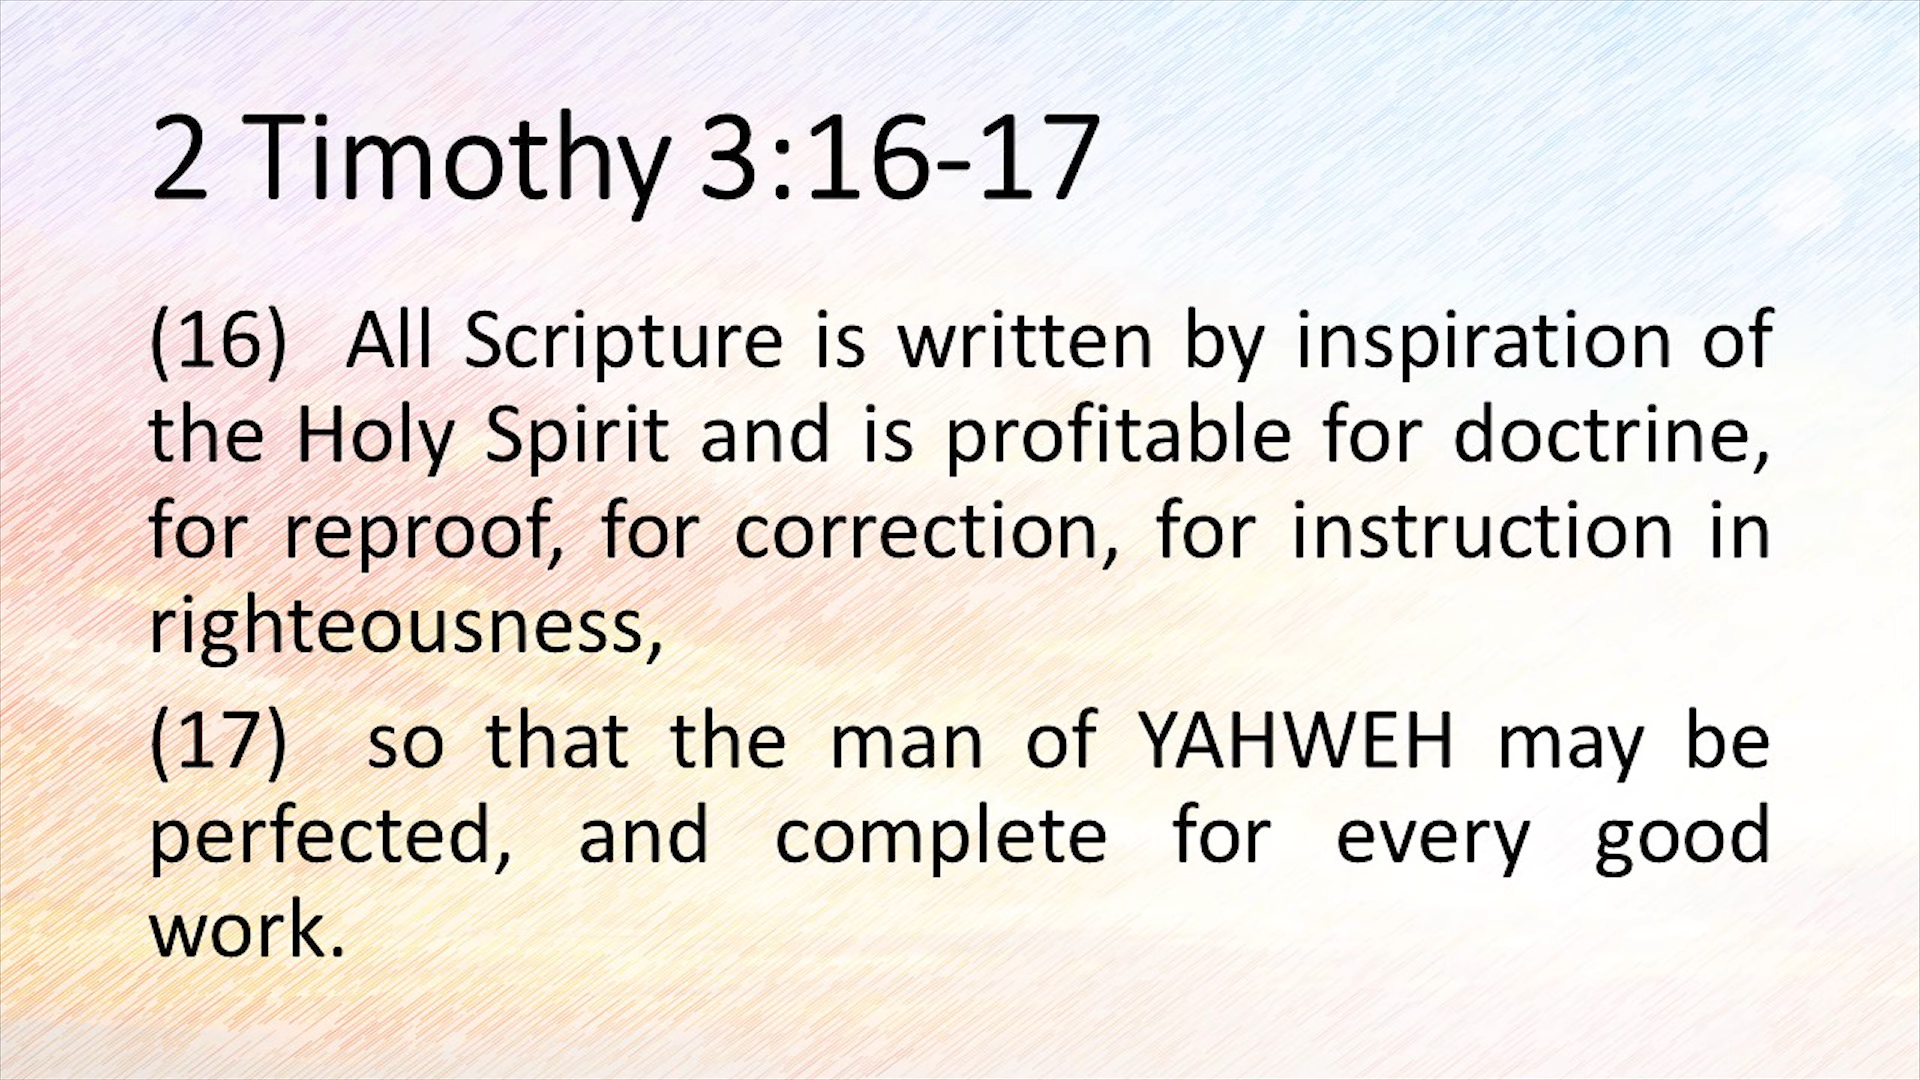 2 Timothy 3:16-17
(16) All Scripture is written by inspiration of
the Holy Spirit and is profitable for doctrine,
for reproof, for correction, for instruction in
righteousness,
(17) so that the man of YAHWEH may be
perfected, and complete for every good
work.